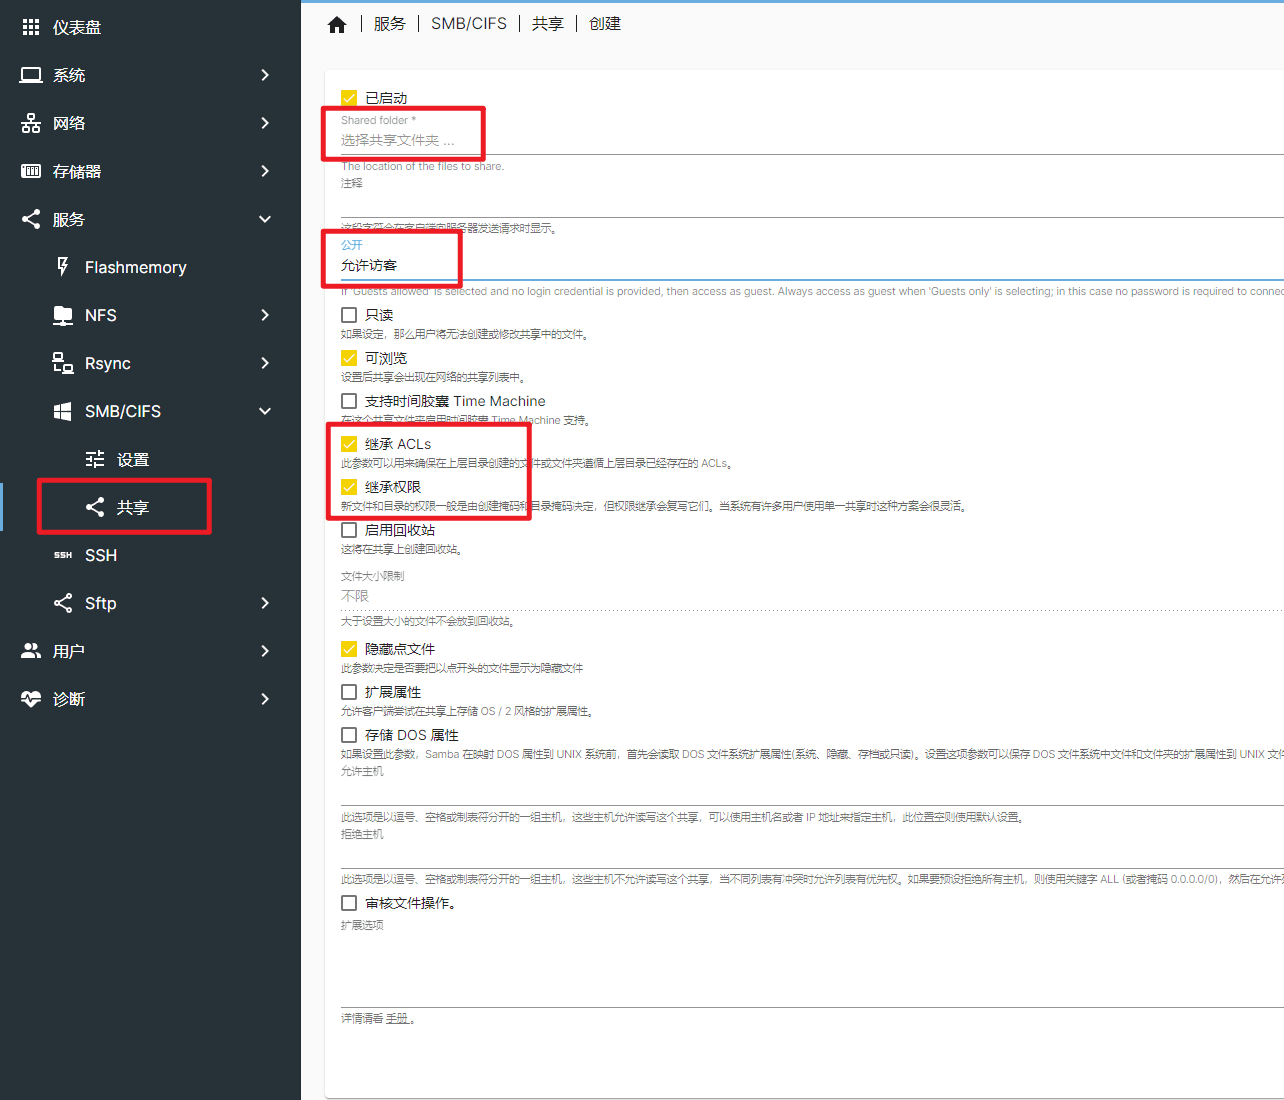 仪表盘
系统
网络
存储器
服务
Flashmemory
NFS
Rsync
SMB/CIFS
设置
共享
SSH
SSH
Sftp
用户
诊断
服务 | SMB/CIFS | 共享 | 创建
已启动
Shared folder *
选择共享文件夹 ...
The location of the files to share.
注释
这段字符会在客户端向服务器发送请求时显示。
公开
允许访客
If 'Guests allowed' is selected and no login credential is provided, then access as guest. Always access as guest when 'Guests only' is selecting; in this case no password is required to connec
只读
如果设定，那么用户将无法创建或修改共享中的文件。
可浏览
设置后共享会出现在网络的共享列表中。
支持时间胶囊 Time Machine
在这个共享文件夹启用时间胶囊 Time Machine 支持。
继承 ACLs
此参数可以用来确保在上层目录创建的文件或文件夹遵循上层目录已经存在的 ACLs。
继承权限
新文件和目录的权限一般是由创建掩码和目录掩码决定，但权限继承会复写它们。当系统有许多用户使用单一共享时这种方案会很灵活。
启用回收站
这将在共享上创建回收站。
文件大小限制
不限
大于设置大小的文件不会放到回收站。
隐藏点文件
此参数决定是否要把以点开头的文件显示为隐藏文件
扩展属性
允许客户端尝试在共享上存储 OS / 2 风格的扩展属性。
存储 DOS 属性
如果设置此参数，Samba 在映射 DOS 属性到 UNIX 系统前，首先会读取 DOS 文件系统扩展属性(系统、隐藏、存档或只读)。设置这项参数可以保存 DOS 文件系统中文件和文件夹的扩展属性到 UNIX 文件
允许主机
此选项是以逗号、空格或制表符分开的一组主机，这些主机允许读写这个共享，可以使用主机名或者 IP 地址来指定主机，此位置空则使用默认设置。
拒绝主机
此选项是以逗号、空格或制表符分开的一组主机，这些主机不允许读写这个共享，当不同列表有冲突时允许列表有优先权。如果要预设拒绝所有主机，则使用关键字 ALL (或者掩码 0.0.0.0/0)，然后在允许列
审核文件操作。
扩展选项
详情请看 手册 。